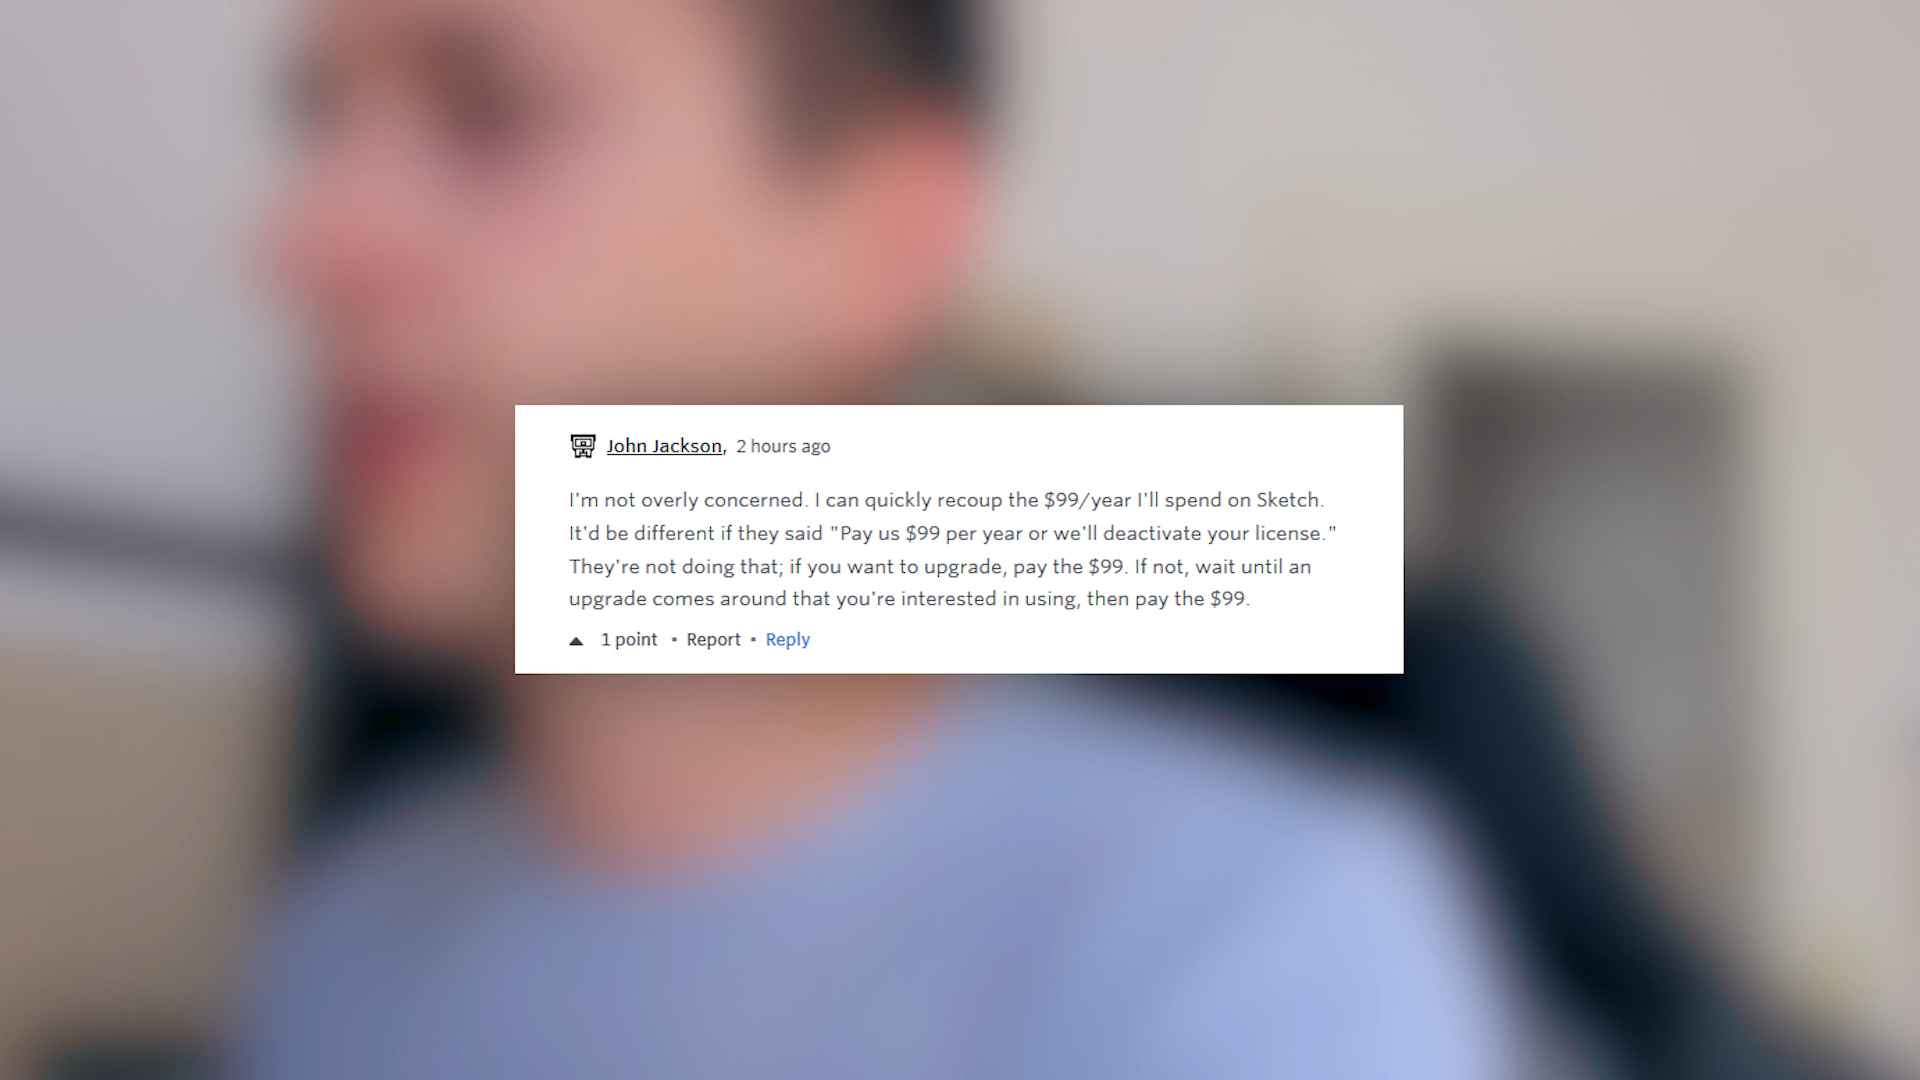 John Jackson, 2 hours ago
I'm not overly concerned. I can quickly recoup the $99/year I'll spend on Sketch.
It'd be different if they said "Pay us $99 per year or we'll deactivate your license."
They're not doing that; if you want to upgrade, pay the $99. If not, wait until an
upgrade comes around that you're interested in using, then pay the $99.
1 point • Report • Reply